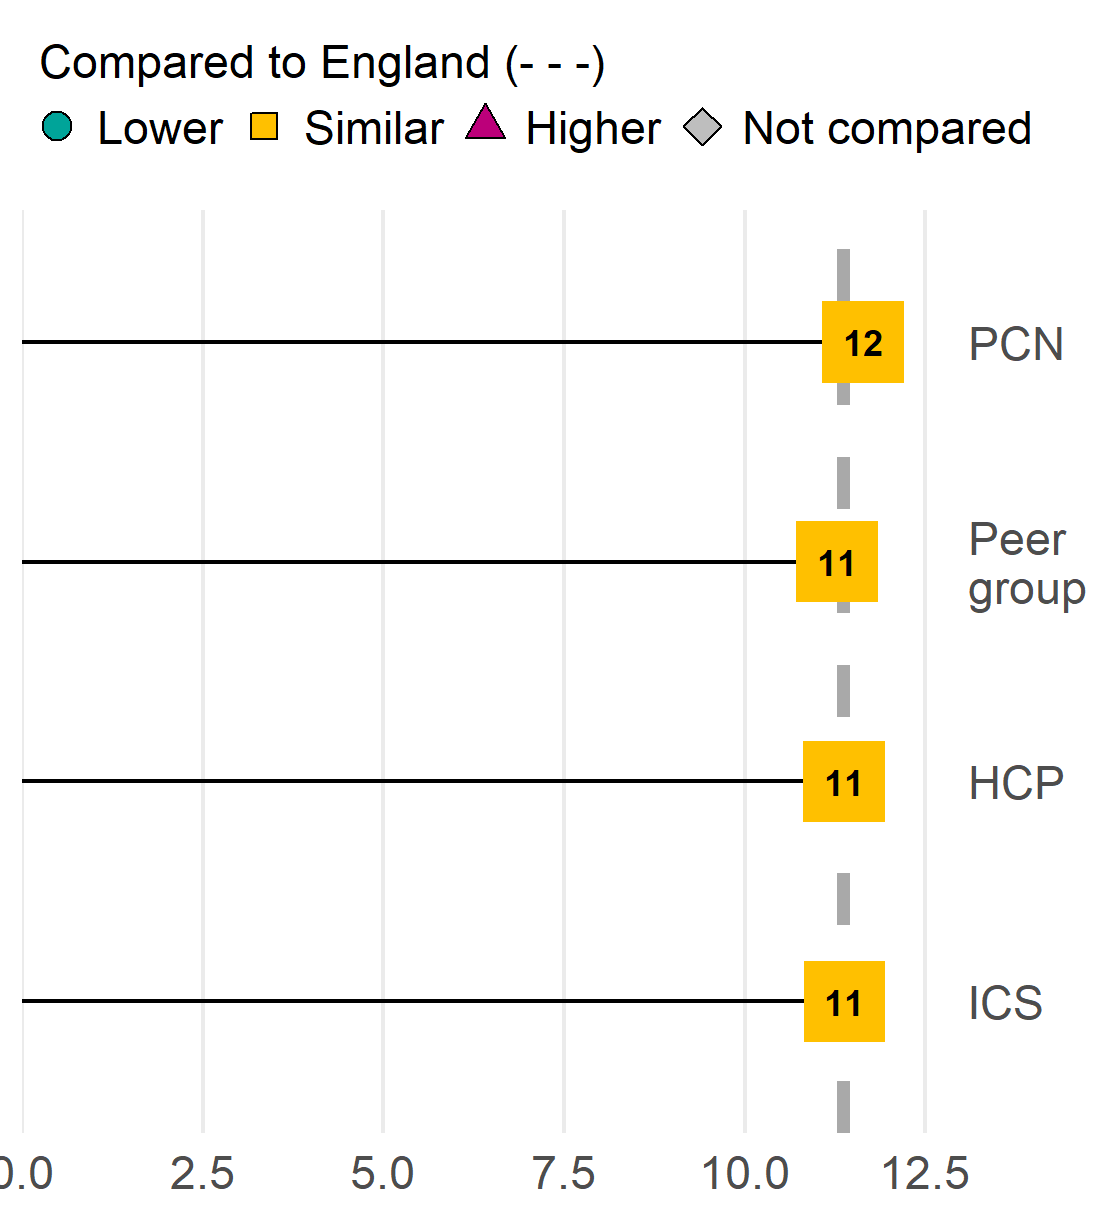 Compared to England (- - -)
Lower Similar Higher Not compared
12 PCN
11 Peer
group
11 HCP
11 ICS
0.0 2.5 5.0 7.5 10.0 12.5